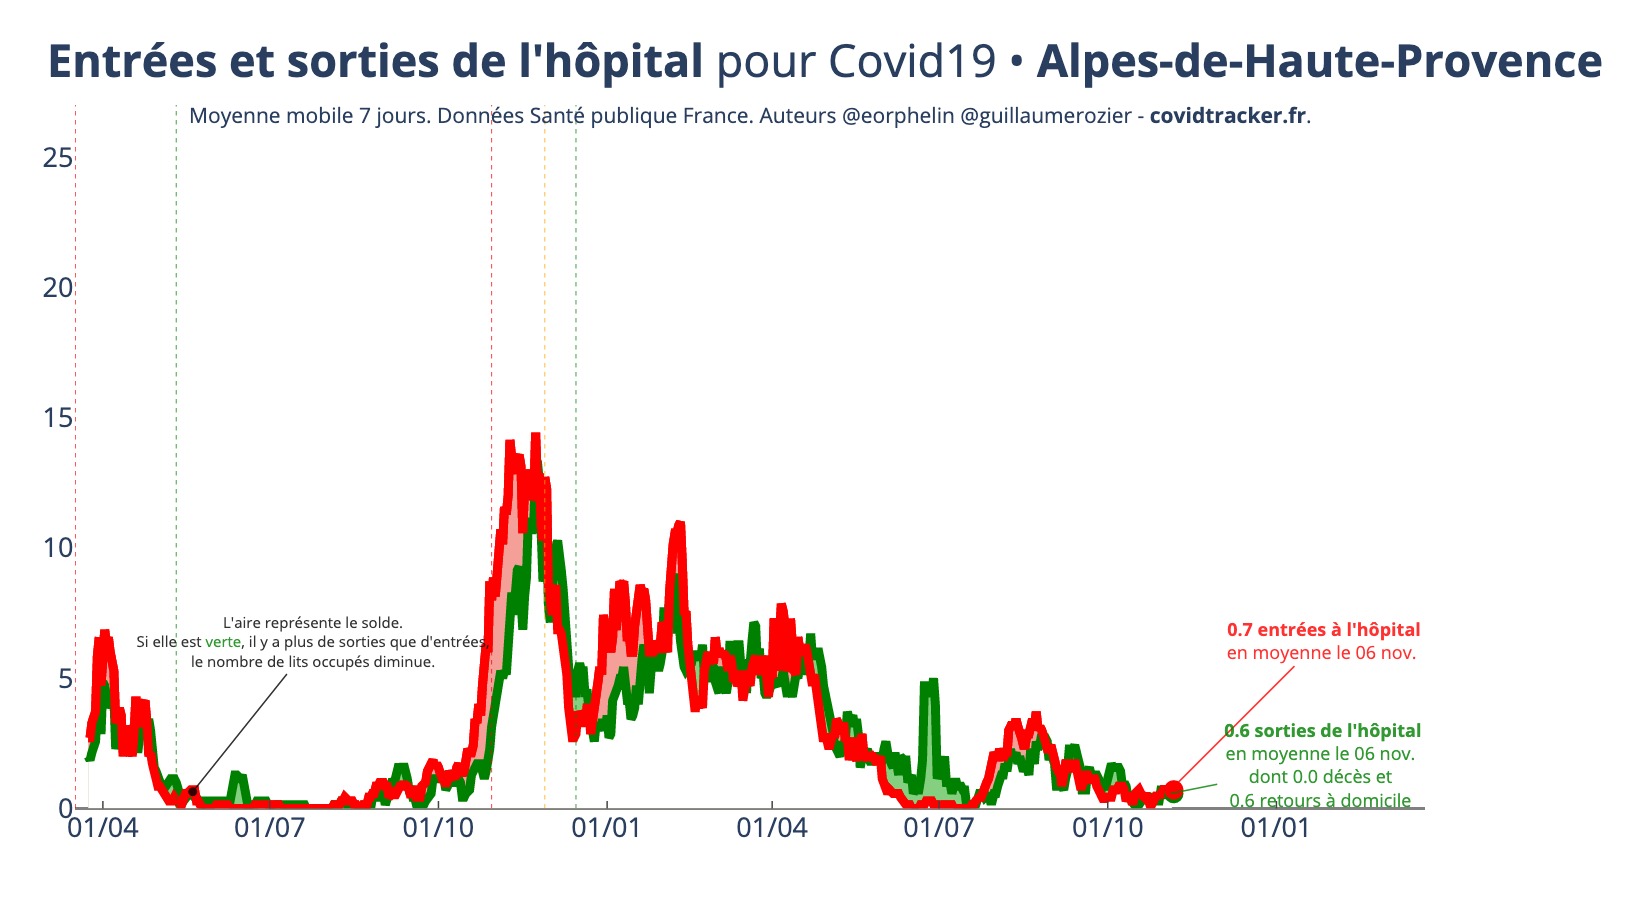 Entrées et sorties de l'hôpital pour Covid19 • Alpes-de-Haute-Provence
Moyenne mobile 7 jours. Données Santé publique France. Auteurs @eorphelin @guillaumerozier - covidtracker.fr.
25
20
15
10
5
0
L'aire représente le solde.
Si elle est verte, il y a plus de sorties que d'entrées,
le nombre de lits occupés diminue.
0.7 entrées à l'hôpital
en moyenne le 06 nov.
0.6 sorties de l'hôpital
en moyenne le 06 nov.
dont 0.0 décès et
0.6 retours à domicile
01/04 01/07 01/10 01/01 01/04 01/07 01/10 01/01